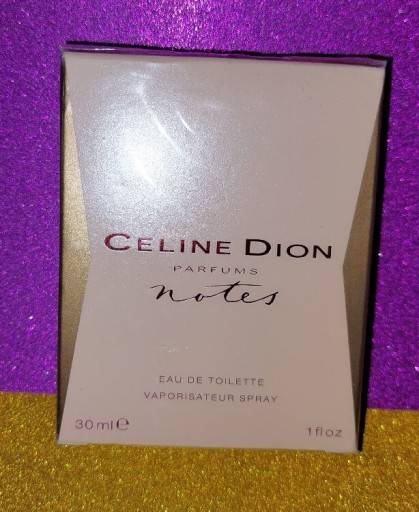 CELINE DION
PARFUMS
notes
EAU DE TOILETTE
VAPORISATEUR SPRAY
30 ml ℮ 1 fl oz